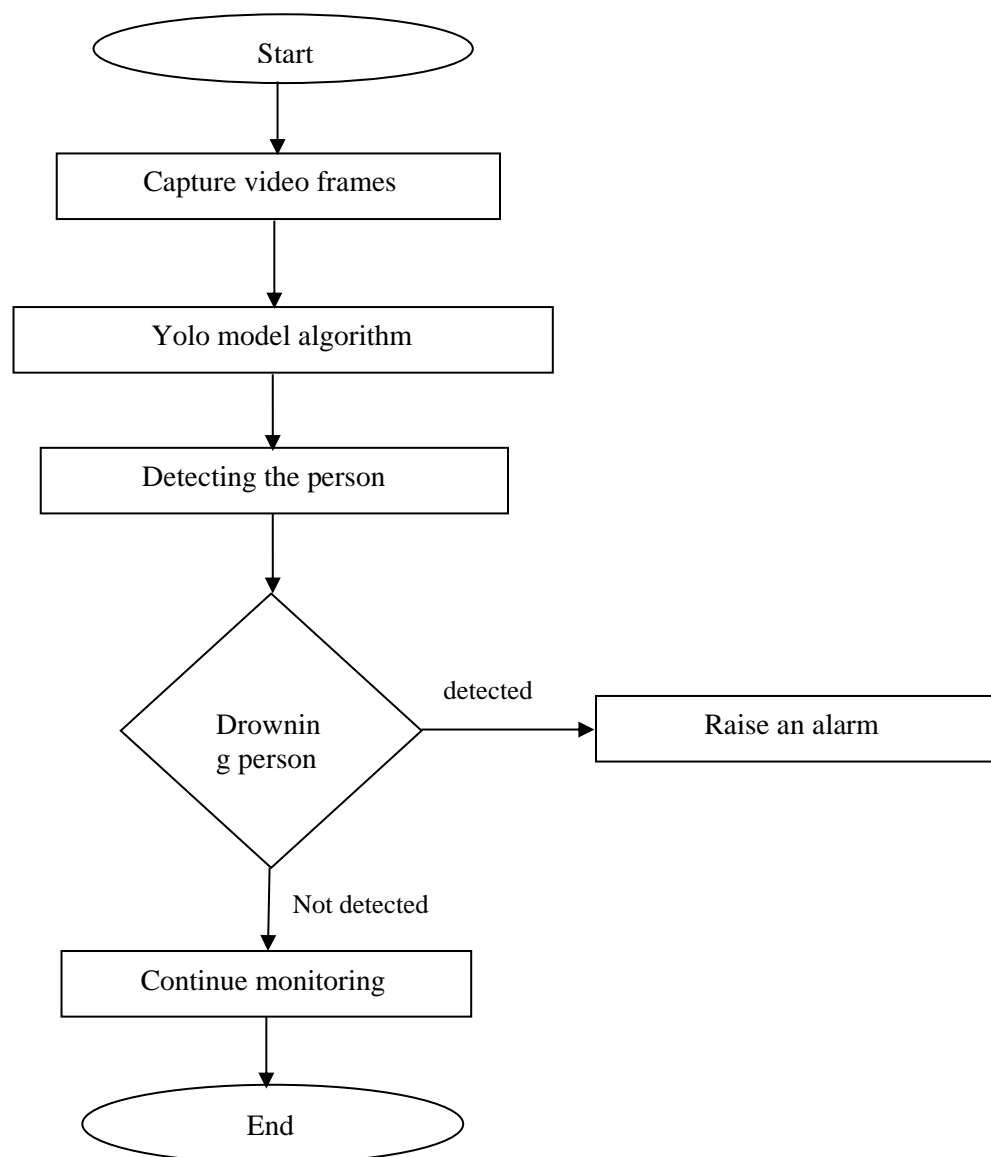 Start
Capture video frames
Yolo model algorithm
Detecting the person
detected
Drownin
g person
Raise an alarm
Not detected
Continue monitoring
End